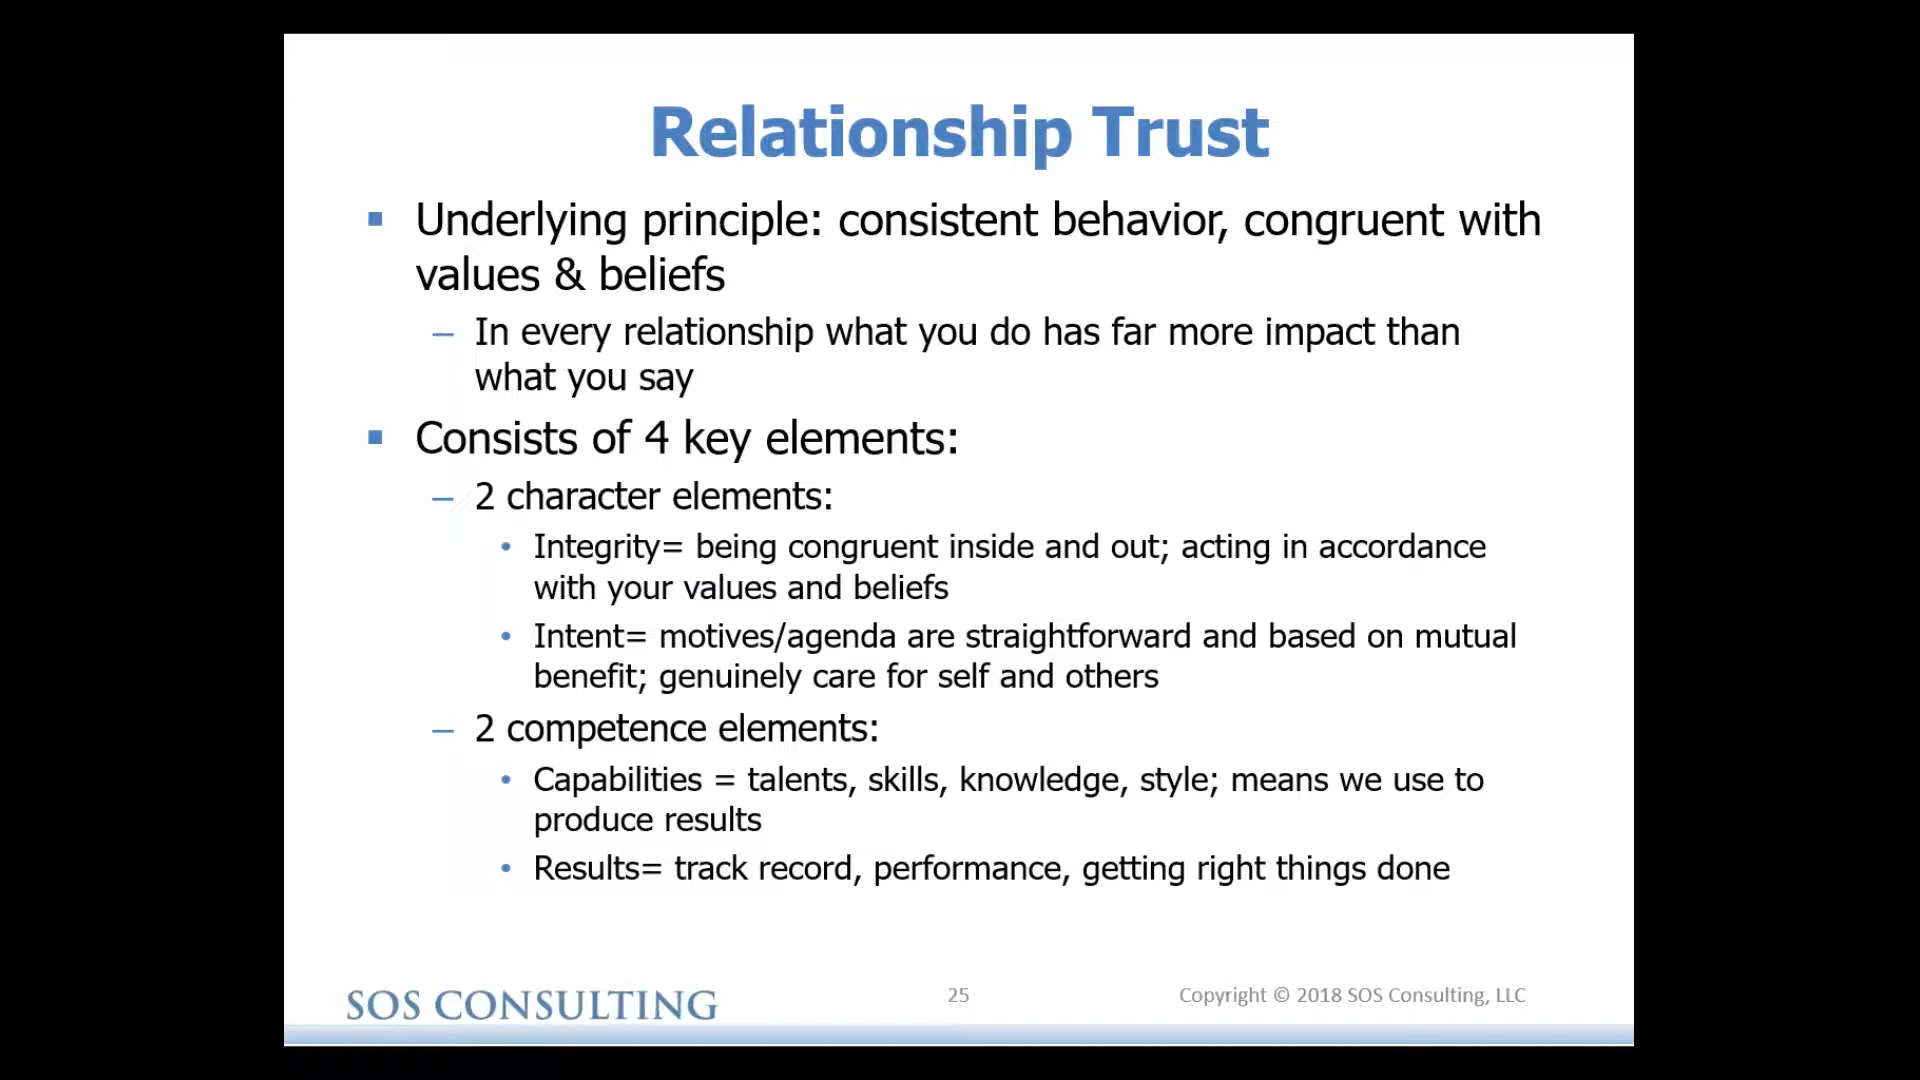 Relationship Trust
Underlying principle: consistent behavior, congruent with
values & beliefs
– In every relationship what you do has far more impact than
what you say
Consists of 4 key elements:
– 2 character elements:
• Integrity= being congruent inside and out; acting in accordance
with your values and beliefs
• Intent= motives/agenda are straightforward and based on mutual
benefit; genuinely care for self and others
– 2 competence elements:
• Capabilities = talents, skills, knowledge, style; means we use to
produce results
• Results= track record, performance, getting right things done
SOS CONSULTING
25
Copyright © 2018 SOS Consulting, LLC